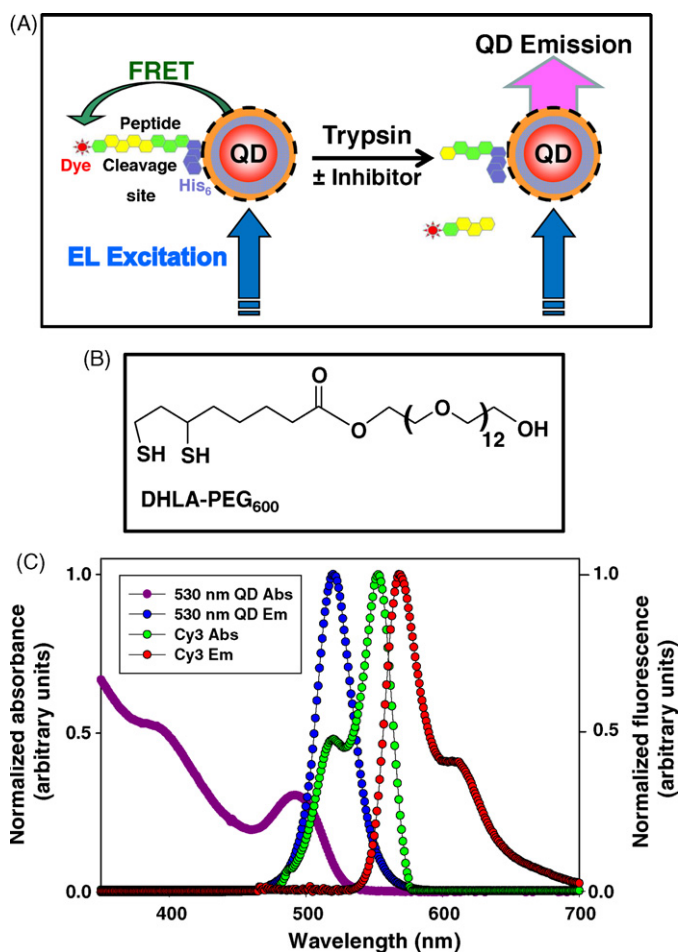 (A)
QD Emission
FRET
Peptide
Dye
Cleavage
site
His6
QD
Trypsin
± Inhibitor
QD
EL Excitation
(B)
O
O
O
OH
12
SH
SH
DHLA-PEG600
(C)
1.0
0.5
0.0
Normalized absorbance
(arbitrary units)
530 nm QD Abs
530 nm QD Em
Cy3 Abs
Cy3 Em
1.0
0.5
0.0
Normalized fluorescence
(arbitrary units)
400
500
600
700
Wavelength (nm)